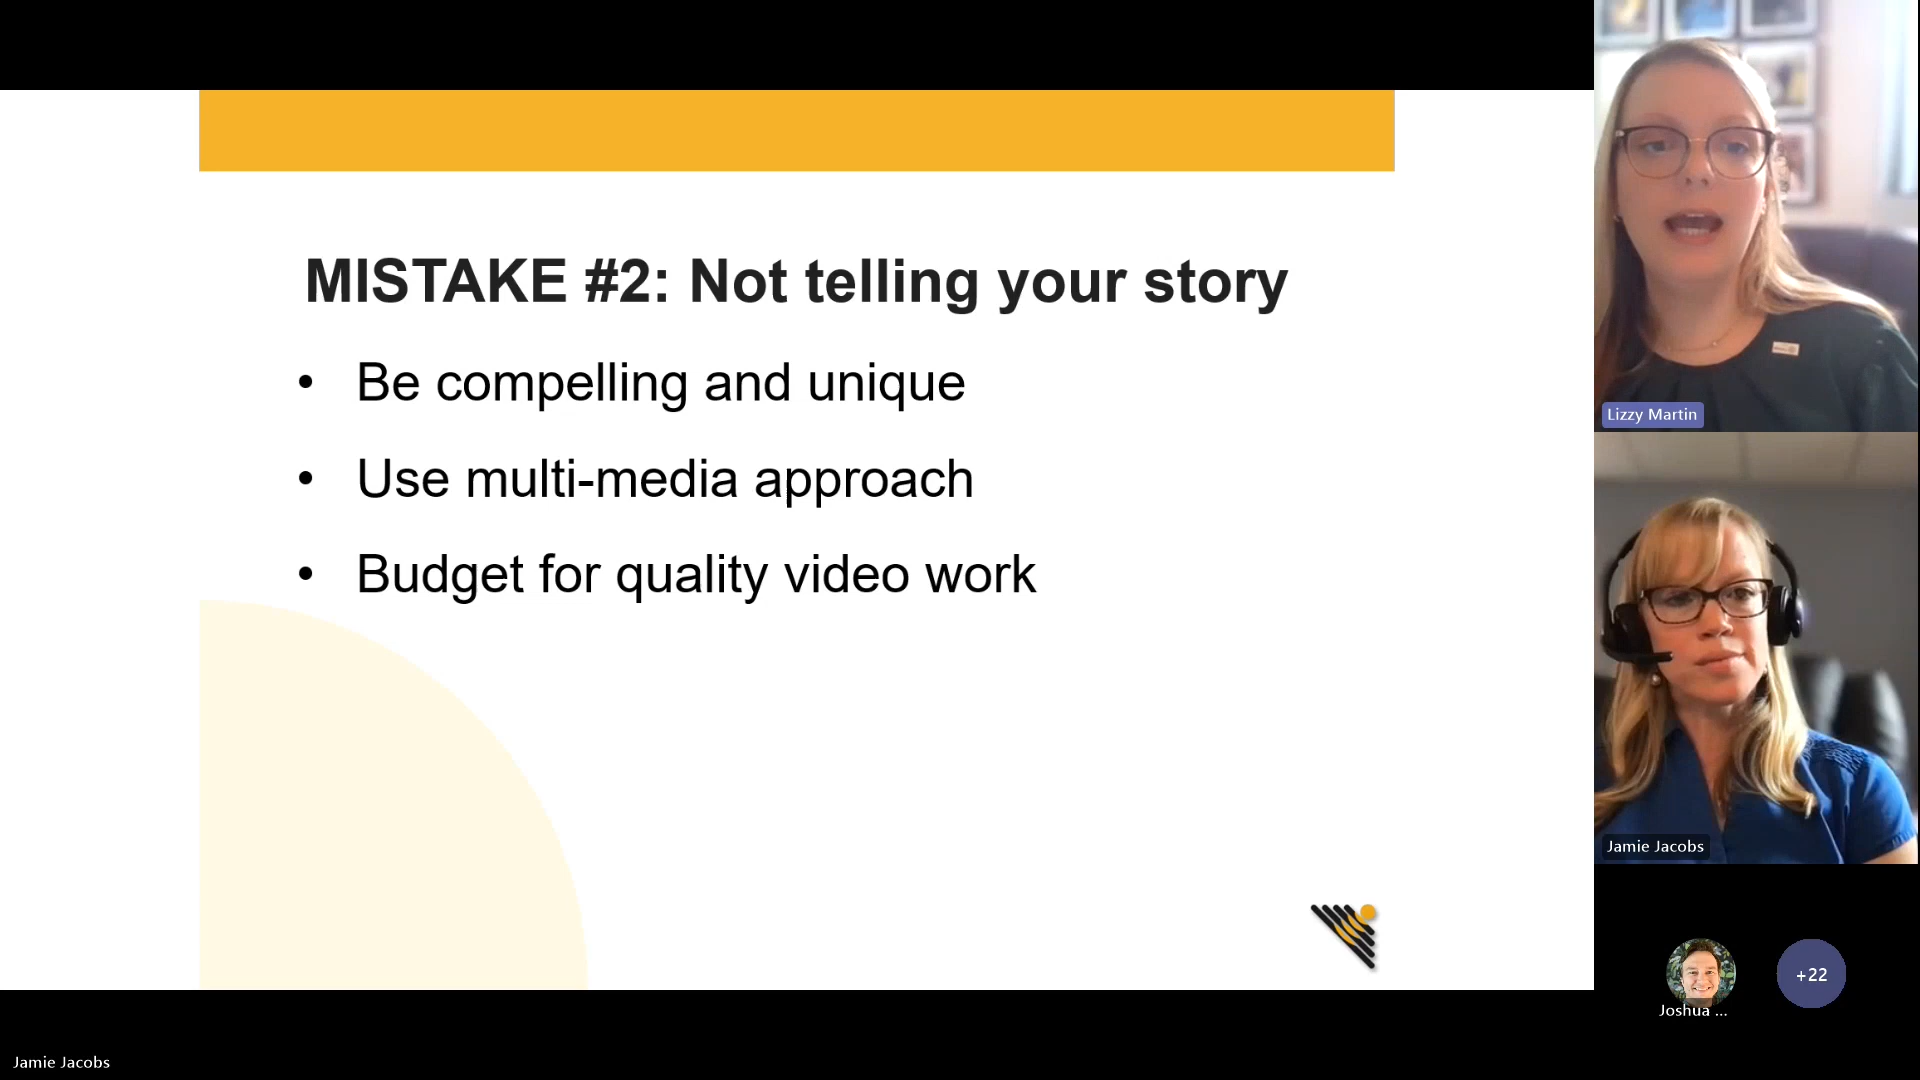 MISTAKE #2: Not telling your story
• Be compelling and unique
• Use multi-media approach
• Budget for quality video work
Lizzy Martin
Jamie Jacobs
Joshua ...
+22
Jamie Jacobs